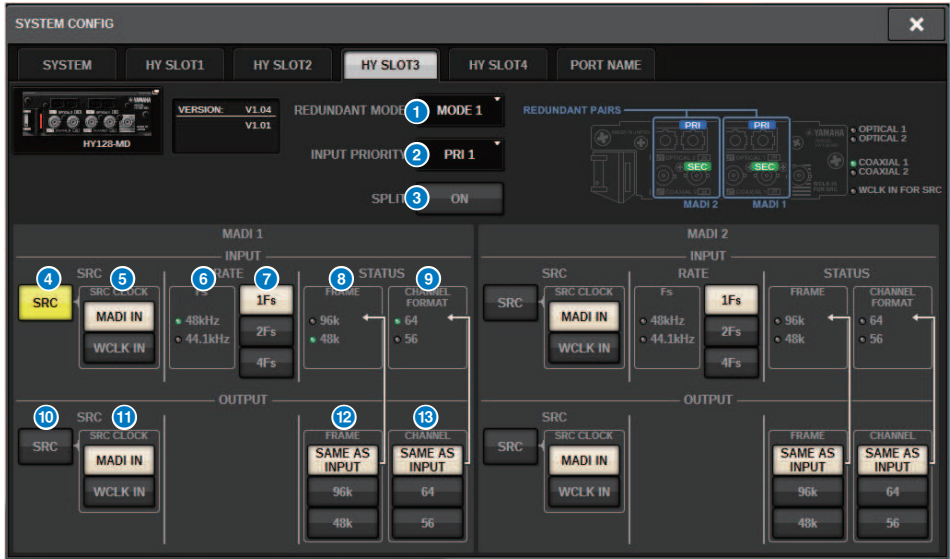 SYSTEM CONFIG
SYSTEM HY SLOT1 HY SLOT2 HY SLOT3 HY SLOT4 PORT NAME
HY128-MD
VERSION: V1.04
V1.01
REDUNDANT MODE 1 MODE 1
INPUT PRIORITY 2 PRI 1
SPLIT 3 ON
REDUNDANT PAIRS
PRI PRI
SEC SEC
MADI 2 MADI 1
YAMAHA
OPTICAL 1
OPTICAL 2
COAXIAL 1
COAXIAL 2
WCLK IN FOR SRC
MADI 1
INPUT
SRC RATE STATUS
4 5 6 7 8 9
SRC
SRC CLOCK
MADI IN
WCLK IN
Fs
48kHz
44.1kHz
1Fs
2Fs
4Fs
FRAME
96k
48k
CHANNEL FORMAT
64
56
OUTPUT
SRC
10 11 12 13
SRC
SRC CLOCK
MADI IN
WCLK IN
FRAME
SAME AS
INPUT
96k
48k
CHANNEL
SAME AS
INPUT
64
56
MADI 2
INPUT
SRC RATE STATUS
SRC
SRC CLOCK
MADI IN
WCLK IN
Fs
48kHz
44.1kHz
1Fs
2Fs
4Fs
FRAME
96k
48k
CHANNEL
FORMAT
64
56
OUTPUT
SRC
SRC
SRC CLOCK
MADI IN
WCLK IN
FRAME
SAME AS
INPUT
96k
48k
CHANNEL
SAME AS
INPUT
64
56